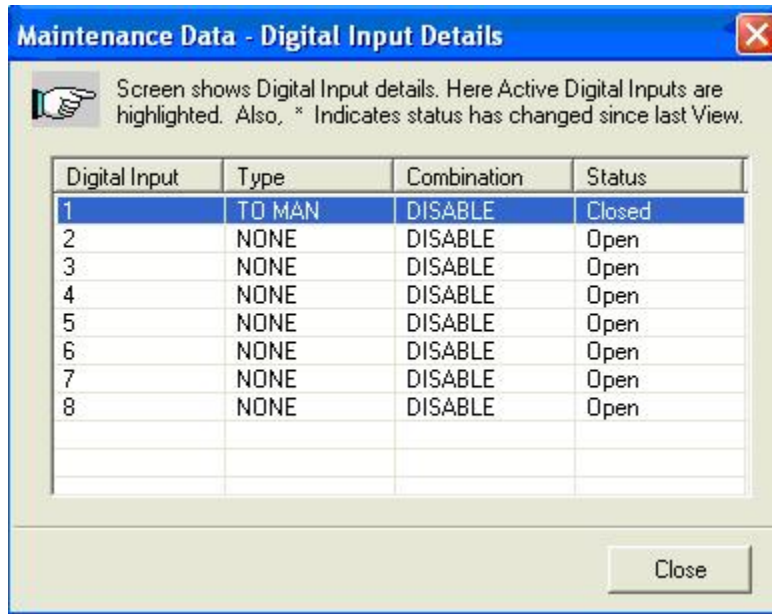 Maintenance Data - Digital Input Details
Screen shows Digital Input details. Here Active Digital Inputs are
highlighted. Also, * Indicates status has changed since last View.
Digital Input Type Combination Status
1 TO MAN DISABLE Closed
2 NONE DISABLE Open
3 NONE DISABLE Open
4 NONE DISABLE Open
5 NONE DISABLE Open
6 NONE DISABLE Open
7 NONE DISABLE Open
8 NONE DISABLE Open
Close